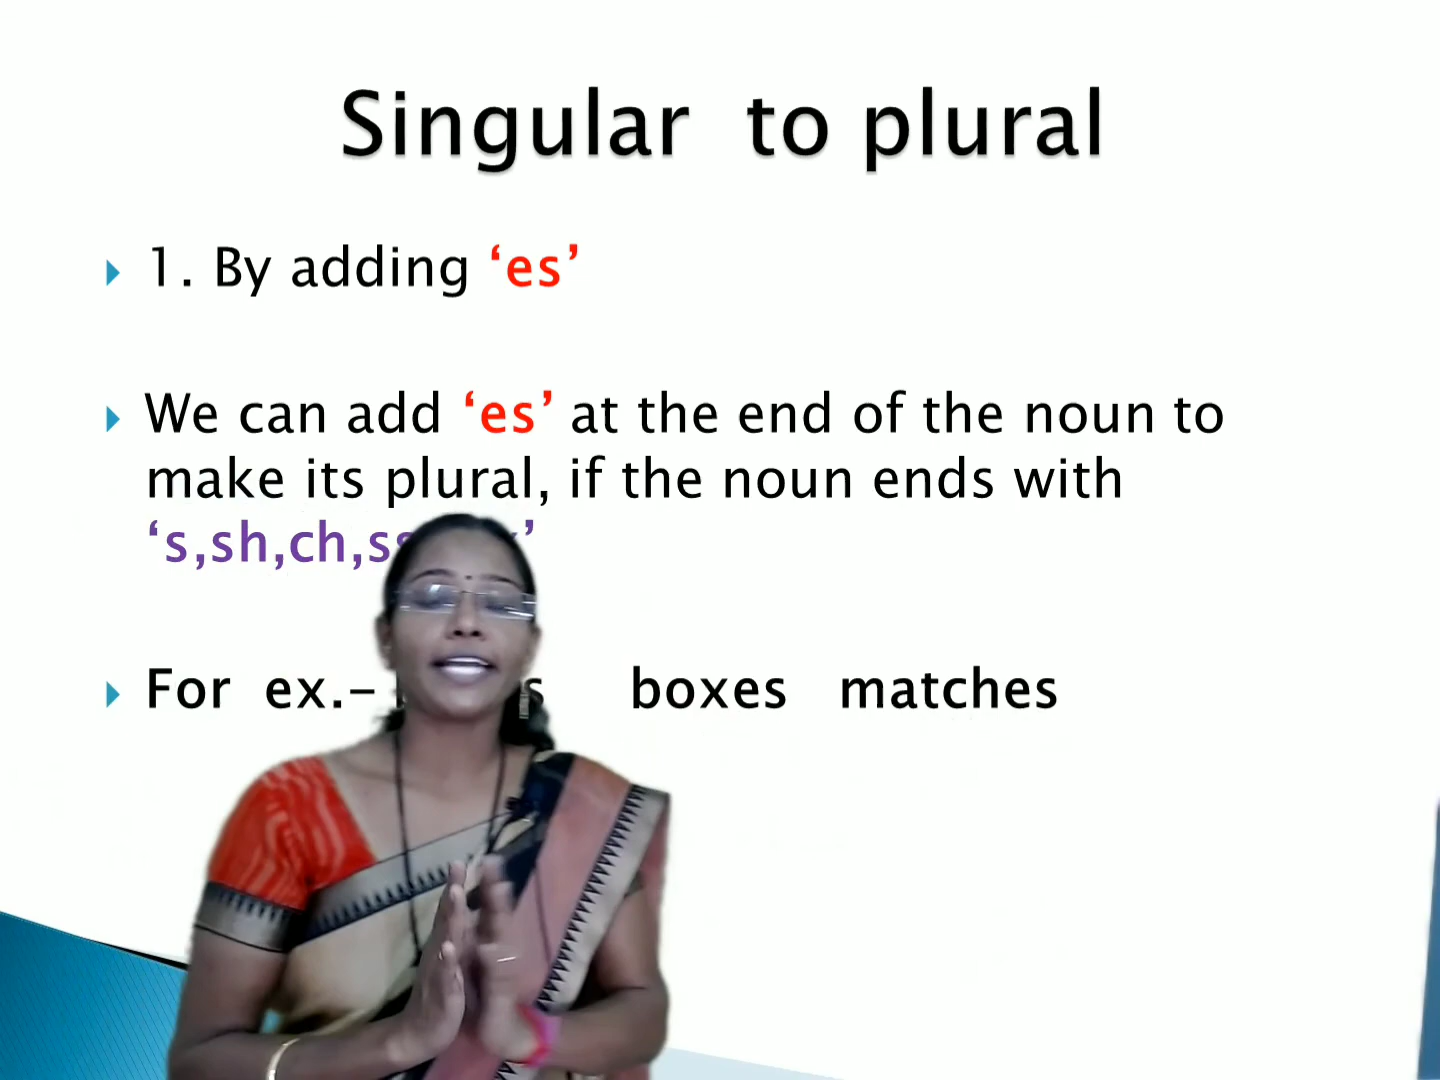 Singular to plural
1. By adding ‘es’
We can add ‘es’ at the end of the noun to
make its plural, if the noun ends with
‘s,sh,ch,ss
For ex.- boxes matches